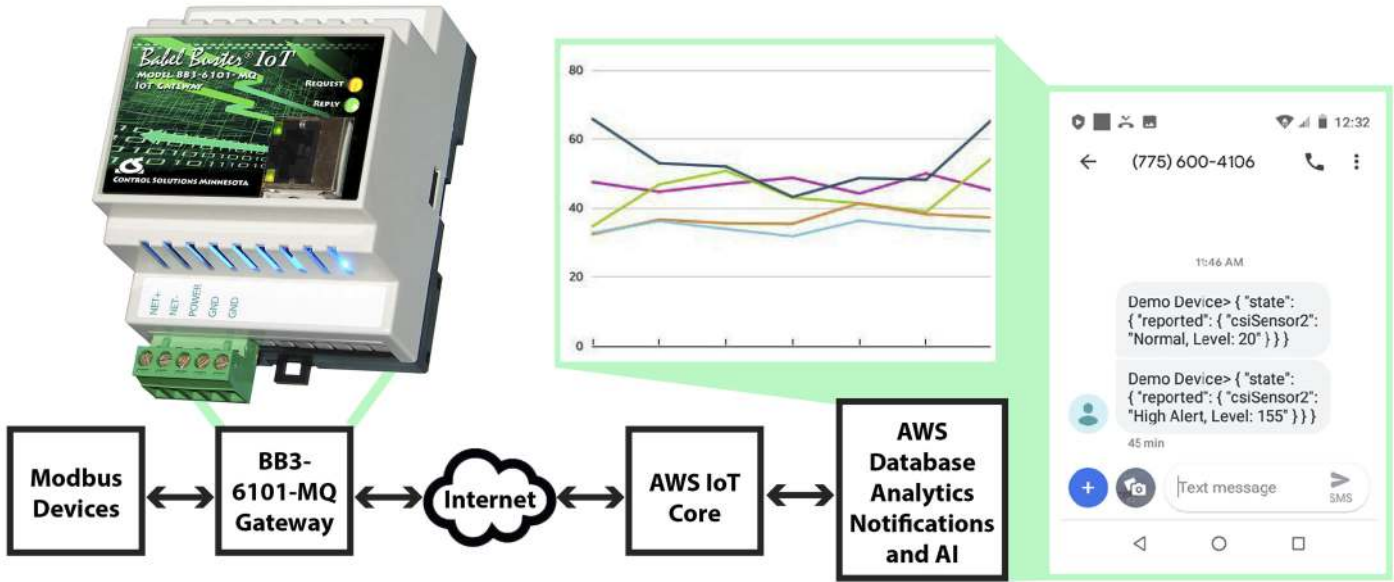 Babel Buster® IoT
MODEL BB3-6101-MQ
IOT GATEWAY
REQUEST
REPLY
CONTROL SOLUTIONS MINNESOTA
NET+
NET-
POWER
GND
GND
80
60
40
20
0
12:32
(775) 600-4106
11:46 AM
Demo Device> { "state":
{ "reported": { "csiSensor2":
"Normal, Level: 20" } } }
Demo Device> { "state":
{ "reported": { "csiSensor2":
"High Alert, Level: 155" } } }
45 min
Text message
SMS
Modbus
Devices
BB3-
6101-MQ
Gateway
Internet
AWS IoT
Core
AWS
Database
Analytics
Notifications
and AI